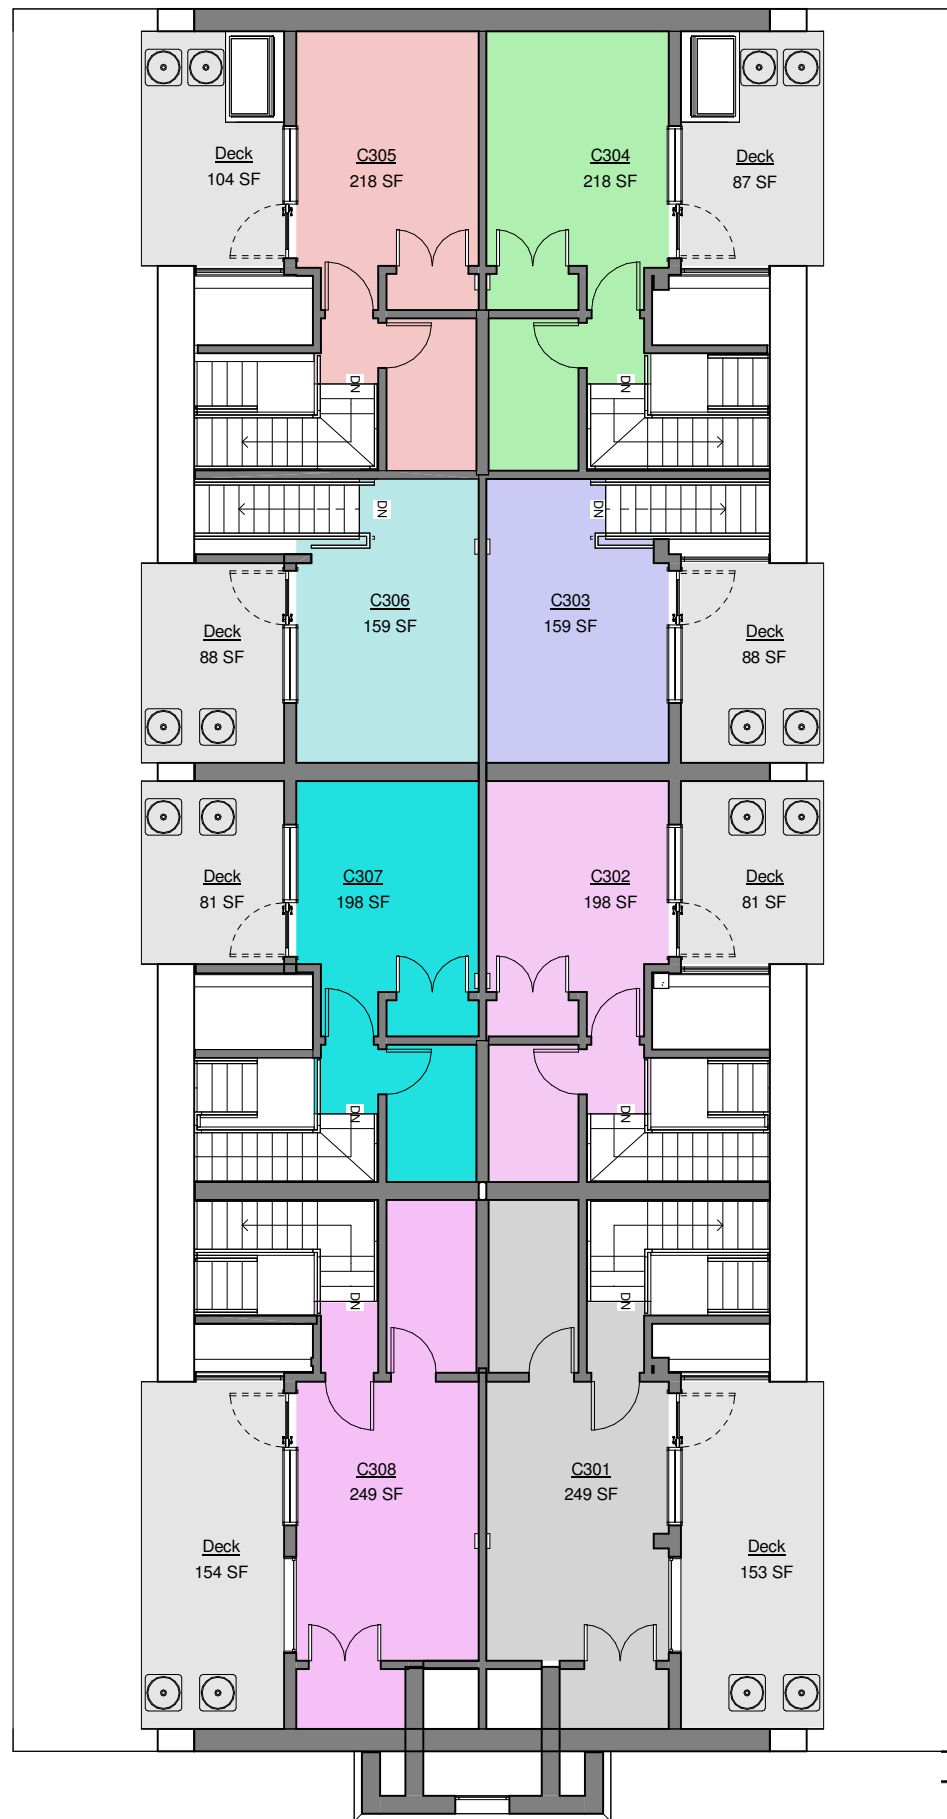 Deck
104 SF
C305
218 SF
C304
218 SF
Deck
87 SF
DN
DN
DN
DN
Deck
88 SF
C306
159 SF
C303
159 SF
Deck
88 SF
Deck
81 SF
C307
198 SF
C302
198 SF
Deck
81 SF
DN
DN
DN
DN
C308
249 SF
C301
249 SF
Deck
154 SF
Deck
153 SF